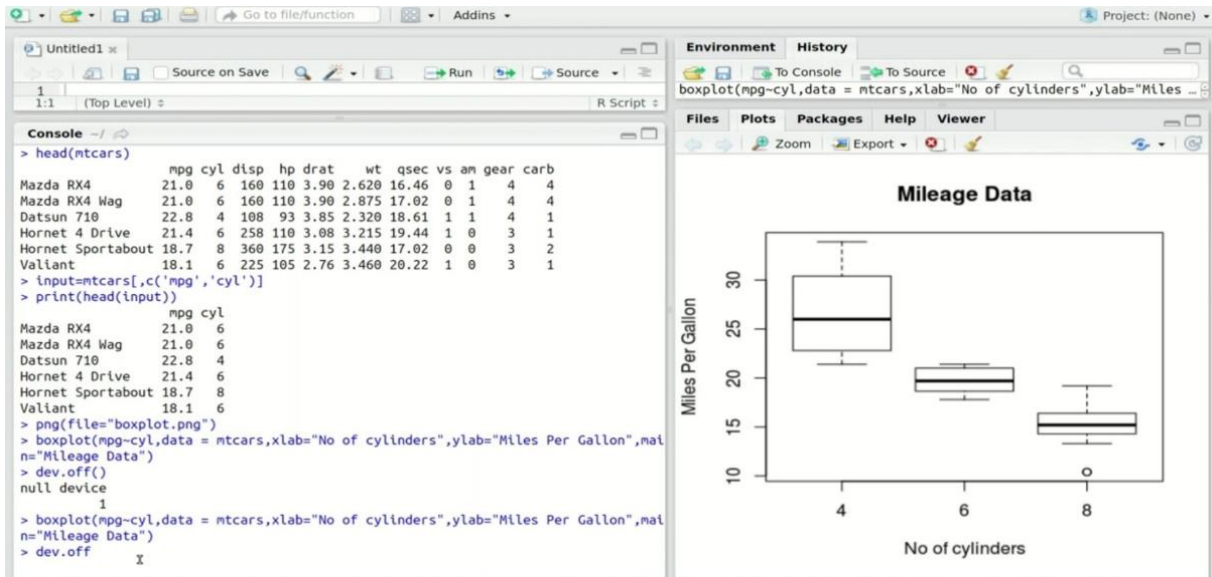 Go to file/function
Addins
Project: (None)
Untitled1
Source on Save
Run
Source
1
1:1 (Top Level)
R Script
Console ~/
> head(mtcars)
mpg cyl disp hp drat wt qsec vs am gear carb
Mazda RX4 21.0 6 160 110 3.90 2.620 16.46 0 1 4 4
Mazda RX4 Wag 21.0 6 160 110 3.90 2.875 17.02 0 1 4 4
Datsun 710 22.8 4 108 93 3.85 2.320 18.61 1 1 4 1
Hornet 4 Drive 21.4 6 258 110 3.08 3.215 19.44 1 0 3 1
Hornet Sportabout 18.7 8 360 175 3.15 3.440 17.02 0 0 3 2
Valiant 18.1 6 225 105 2.76 3.460 20.22 1 0 3 1
> input=mtcars[,c('mpg','cyl')]
> print(head(input))
mpg cyl
Mazda RX4 21.0 6
Mazda RX4 Wag 21.0 6
Datsun 710 22.8 4
Hornet 4 Drive 21.4 6
Hornet Sportabout 18.7 8
Valiant 18.1 6
> png(file="boxplot.png")
> boxplot(mpg~cyl,data = mtcars,xlab="No of cylinders",ylab="Miles Per Gallon",mai
n="Mileage Data")
> dev.off()
null device
1
> boxplot(mpg~cyl,data = mtcars,xlab="No of cylinders",ylab="Miles Per Gallon",mai
n="Mileage Data")
> dev.off
Environment History
To Console
To Source
boxplot(mpg~cyl,data = mtcars,xlab="No of cylinders",ylab="Miles …
Files Plots Packages Help Viewer
Zoom
Export
Mileage Data
Miles Per Gallon
30
25
20
15
10
4 6 8
No of cylinders